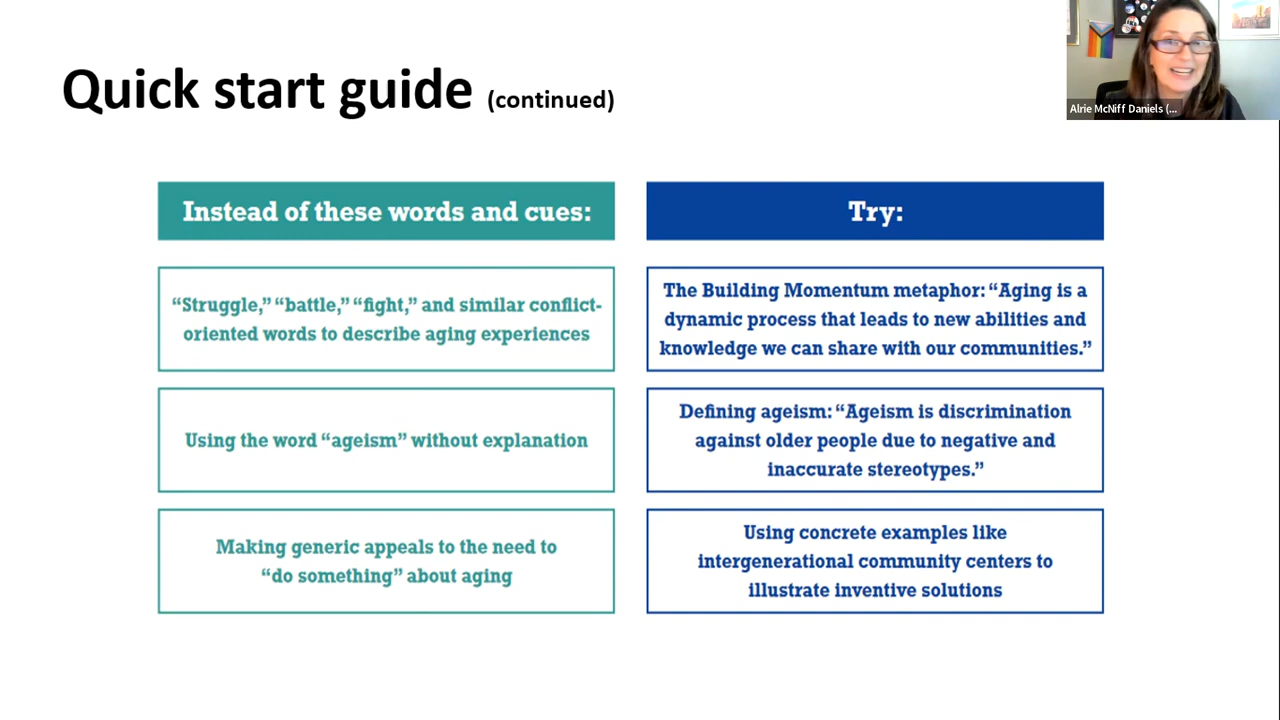 Quick start guide (continued)
Alrie McNiff Daniels (...
Instead of these words and cues:
Try:
“Struggle,” “battle,” “fight,” and similar conflict-
oriented words to describe aging experiences
The Building Momentum metaphor: “Aging is a
dynamic process that leads to new abilities and
knowledge we can share with our communities.”
Using the word “ageism” without explanation
Defining ageism: “Ageism is discrimination
against older people due to negative and
inaccurate stereotypes.”
Making generic appeals to the need to
“do something” about aging
Using concrete examples like
intergenerational community centers to
illustrate inventive solutions